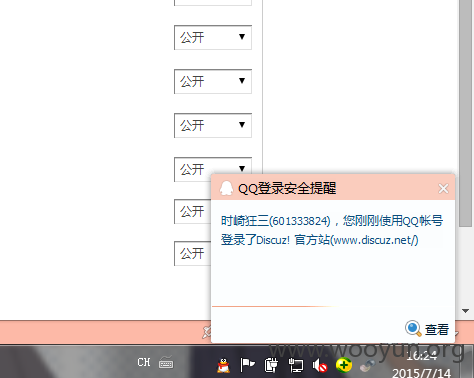 公开
公开
公开
公开
公开
公开
QQ登录安全提醒
时崎狂三(601333824)，您刚刚使用QQ帐号
登录了Discuz! 官方站(www.discuz.net/)
查看
www.wooyun.org
CH
16:24
2015/7/14